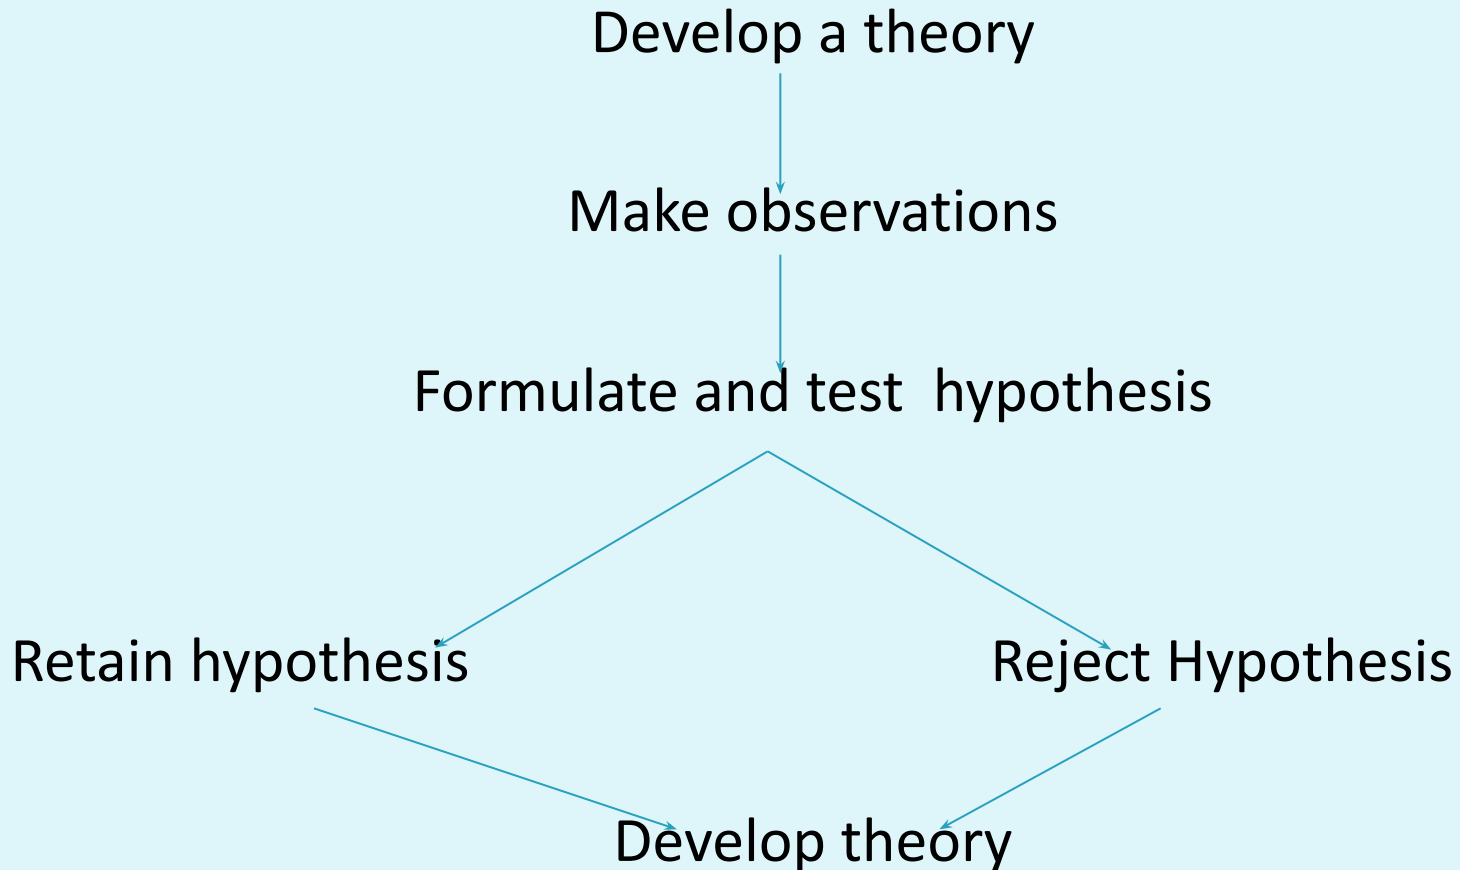 Develop a theory
Make observations
Formulate and test  hypothesis
Retain hypothesis
Reject Hypothesis
Develop theory